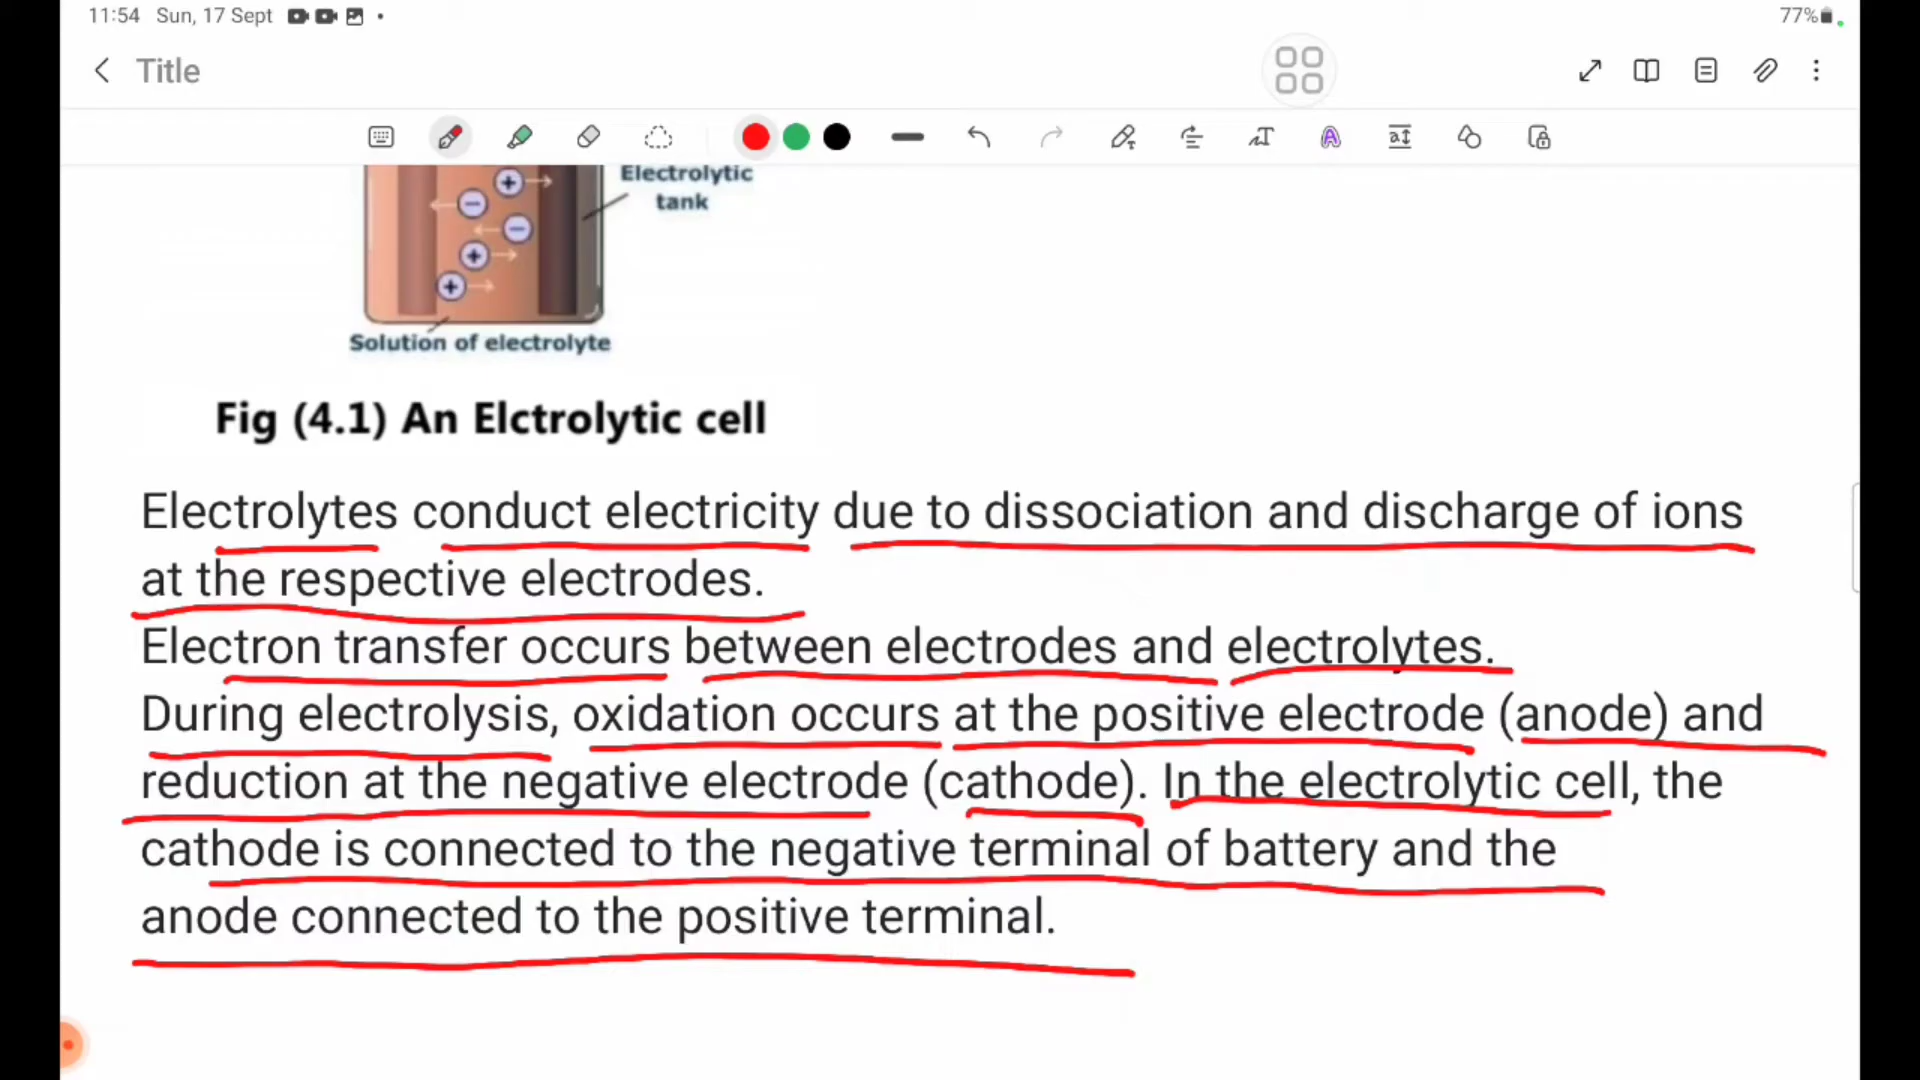 11:54 Sun, 17 Sept
77%
Title
Electrolytic
tank
Solution of electrolyte
Fig (4.1) An Elctrolytic cell
Electrolytes conduct electricity due to dissociation and discharge of ions
at the respective electrodes.
Electron transfer occurs between electrodes and electrolytes.
During electrolysis, oxidation occurs at the positive electrode (anode) and
reduction at the negative electrode (cathode). In the electrolytic cell, the
cathode is connected to the negative terminal of battery and the
anode connected to the positive terminal.